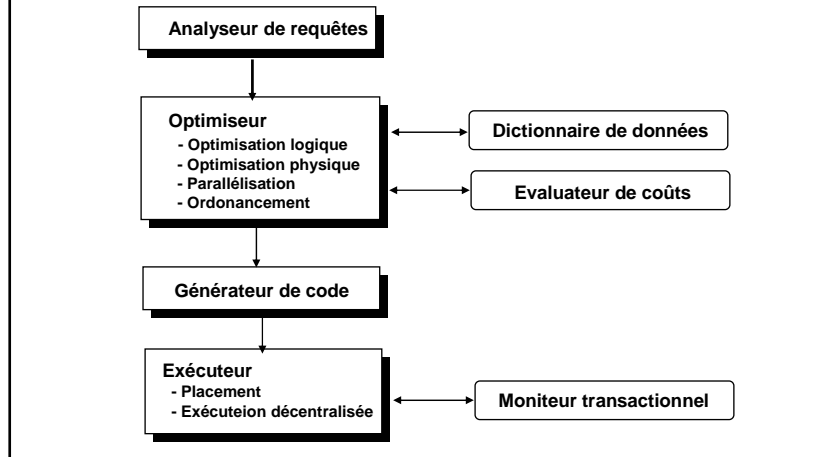 Analyseur de requêtes
Optimiseur
- Optimisation logique
- Optimisation physique
- Parallélisation
- Ordonancement
Dictionnaire de données
Evaluateur de coûts
Générateur de code
Exécuteur
- Placement
- Exécuteion décentralisée
Moniteur transactionnel